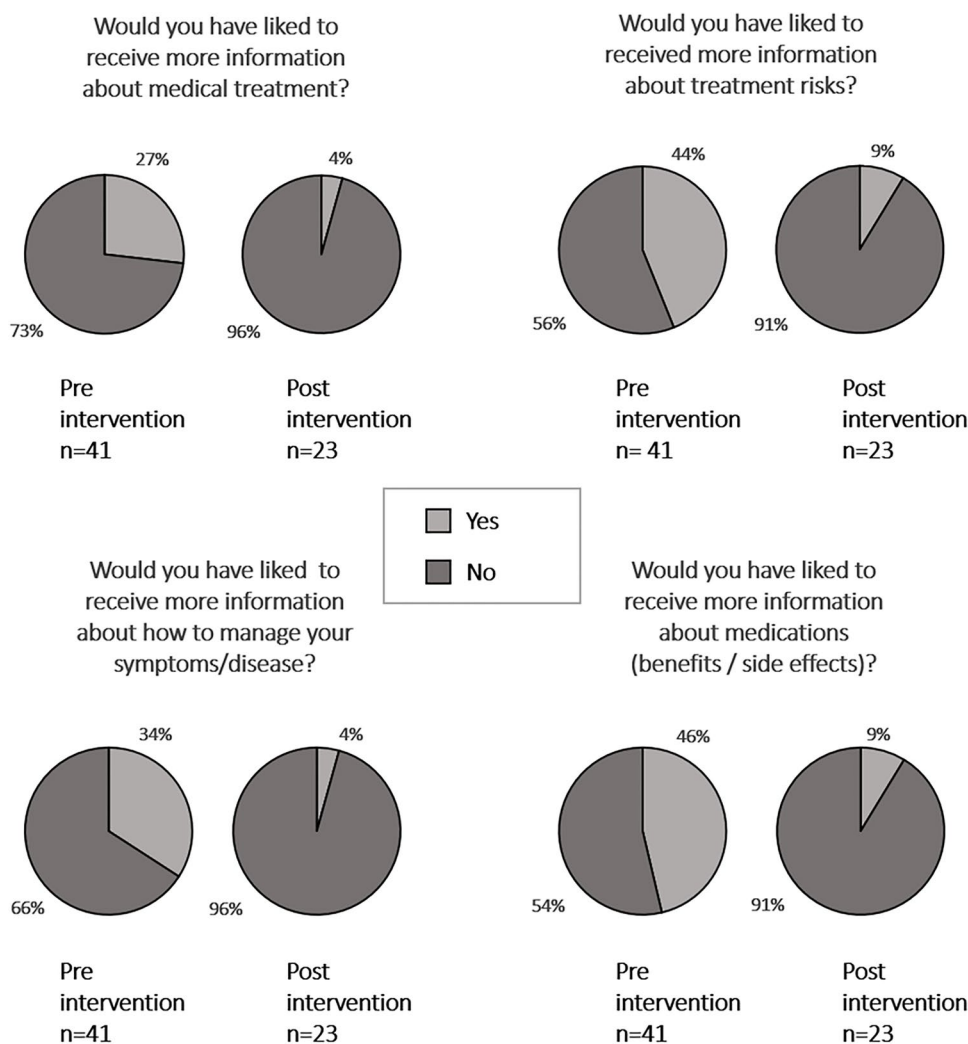 Would you have liked to
receive more information
about medical treatment?
27%
73%
4%
96%
Pre
intervention
n=41
Post
intervention
n=23
Would you have liked to
received more information
about treatment risks?
44%
56%
9%
91%
Pre
intervention
n= 41
Post
intervention
n=23
Yes
No
Would you have liked  to
receive more information
about how to manage your
symptoms/disease?
34%
66%
4%
96%
Pre
intervention
n=41
Post
intervention
n=23
Would you have liked to
receive more information
about medications
(benefits / side effects)?
46%
54%
9%
91%
Pre
intervention
n=41
Post
intervention
n=23